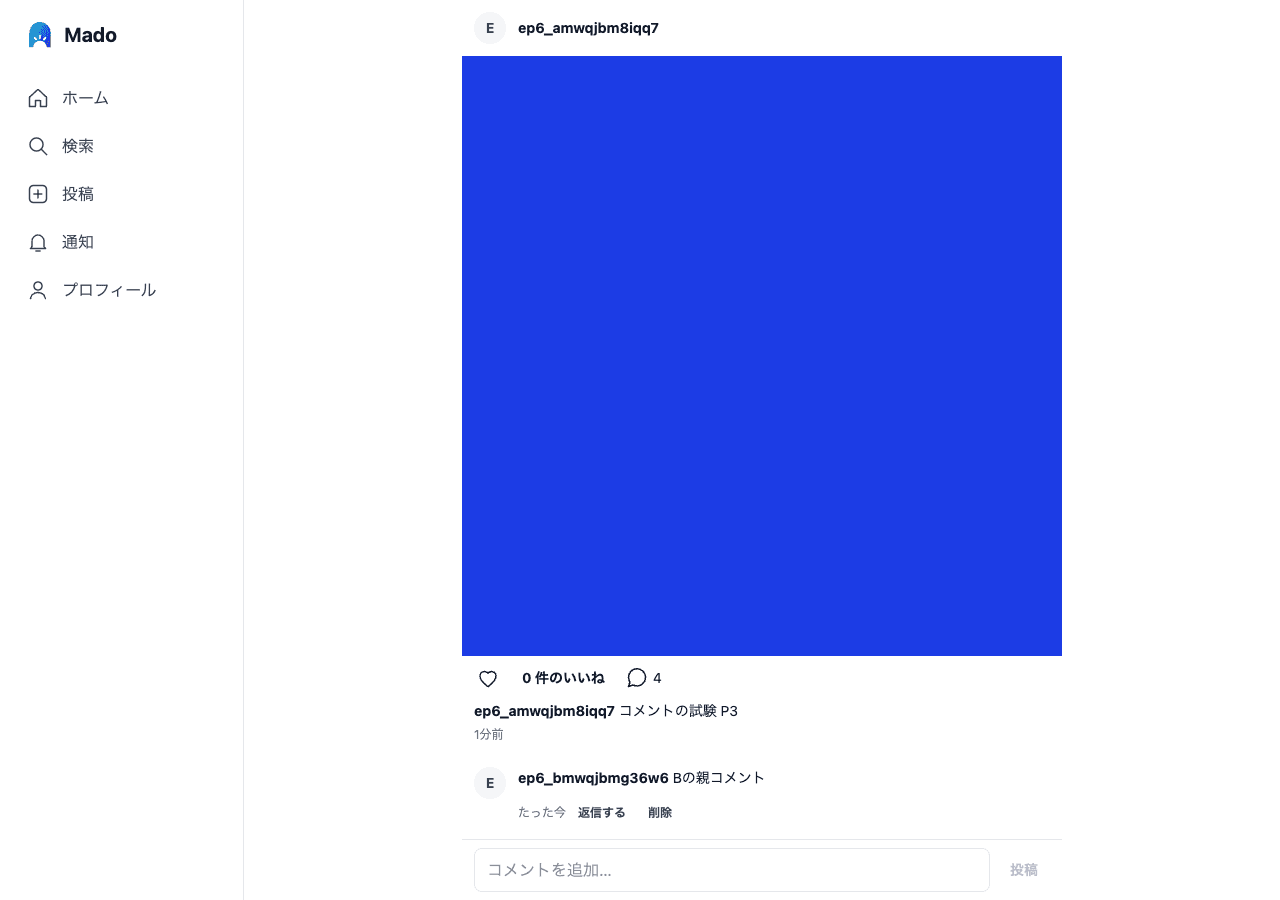 Mado
ホーム
検索
投稿
通知
プロフィール
E ep6_amwqjbm8iqq7
0 件のいいね 4
ep6_amwqjbm8iqq7 コメントの試験 P3
1分前
E ep6_bmwqjbmg36w6 Bの親コメント
たった今 返信する 削除
コメントを追加... 投稿